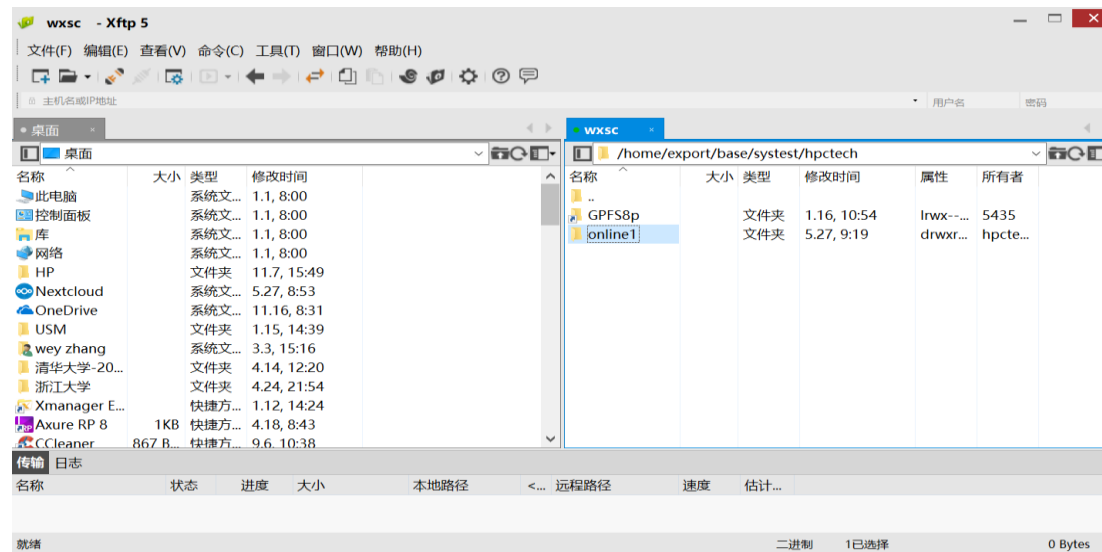 wxsc - Xftp 5
文件(F) 编辑(E) 查看(V) 命令(C) 工具(T) 窗口(W) 帮助(H)
主机名或IP地址 用户名 密码
桌面 × wxsc ×
桌面 /home/export/base/systest/hpctech
名称 大小 类型 修改时间 名称 大小 类型 修改时间 属性 所有者
此电脑 系统文... 1.1, 8:00 ..
控制面板 系统文... 1.1, 8:00 GPFS8p 文件夹 1.16, 10:54 lrwx--... 5435
库 系统文... 1.1, 8:00 online1 文件夹 5.27, 9:19 drwxr... hpcte...
网络 系统文... 1.1, 8:00
HP 文件夹 11.7, 15:49
Nextcloud 系统文... 5.27, 8:53
OneDrive 系统文... 11.16, 8:31
USM 文件夹 1.15, 14:39
wey zhang 系统文... 3.3, 15:16
清华大学-20... 文件夹 4.14, 12:20
浙江大学 文件夹 4.24, 21:54
Xmanager E... 快捷方... 1.12, 14:24
Axure RP 8 1KB 快捷方... 4.18, 8:43
CCleaner 867 B... 快捷方... 9.6, 10:38
传输 日志
名称 状态 进度 大小 本地路径 <... 远程路径 速度 估计...
就绪 二进制 1已选择 0 Bytes